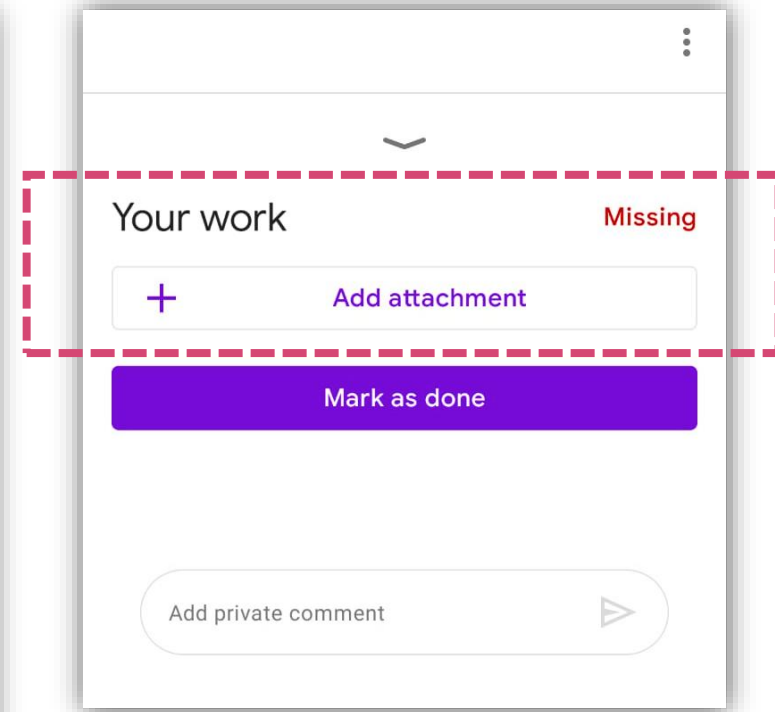 Your work Missing
Add attachment
Mark as done
Add private comment